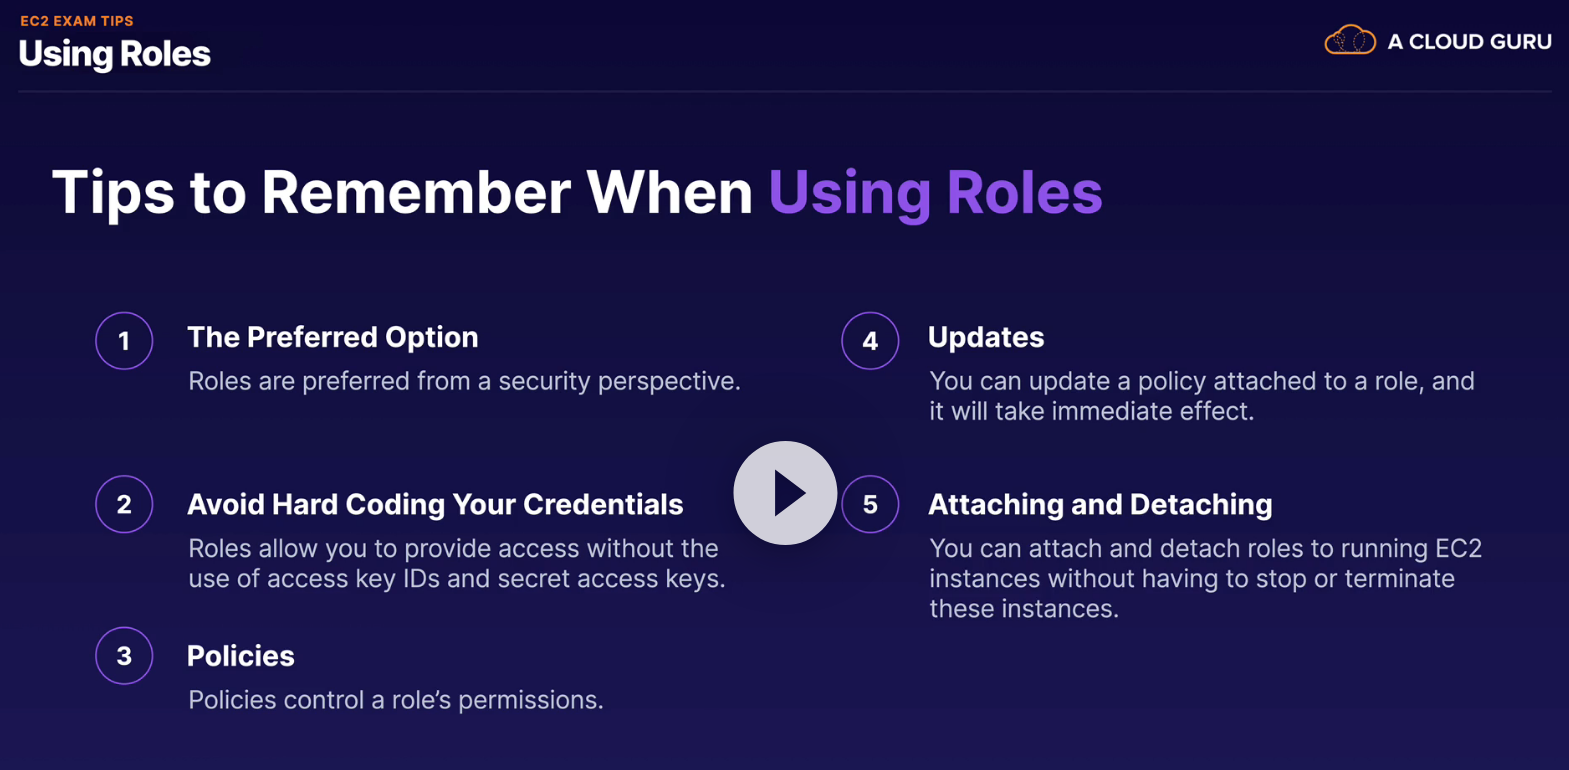 EC2 EXAM TIPS
Using Roles
A CLOUD GURU
Tips to Remember When Using Roles
1
The Preferred Option
Roles are preferred from a security perspective.
2
Avoid Hard Coding Your Credentials
Roles allow you to provide access without the
use of access key IDs and secret access keys.
3
Policies
Policies control a role’s permissions.
4
Updates
You can update a policy attached to a role, and
it will take immediate effect.
5
Attaching and Detaching
You can attach and detach roles to running EC2
instances without having to stop or terminate
these instances.